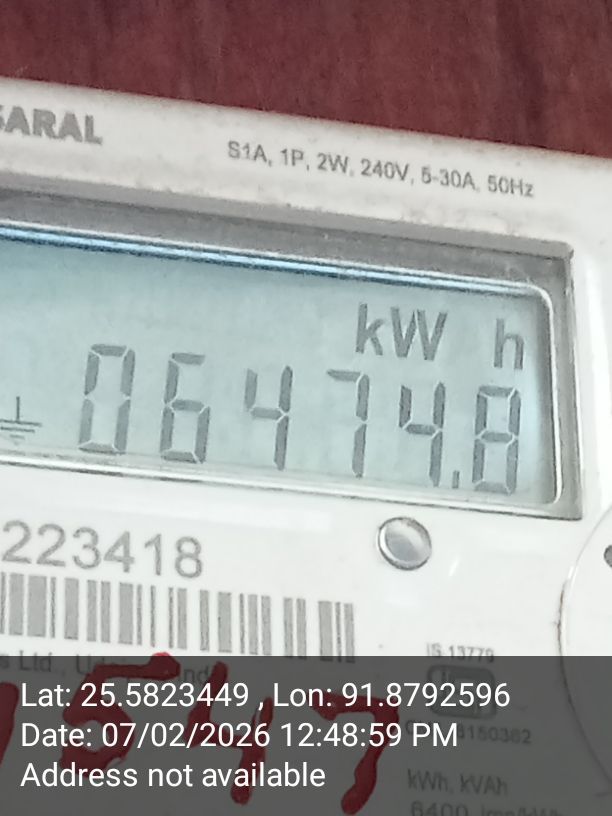 SARAL
S1A, 1P, 2W, 240V, 5-30A, 50Hz
kW h
06474.8
223418
IS 13779
Lat: 25.5823449 , Lon: 91.8792596
Date: 07/02/2026 12:48:59 PM
Address not available
kWh, kVAh